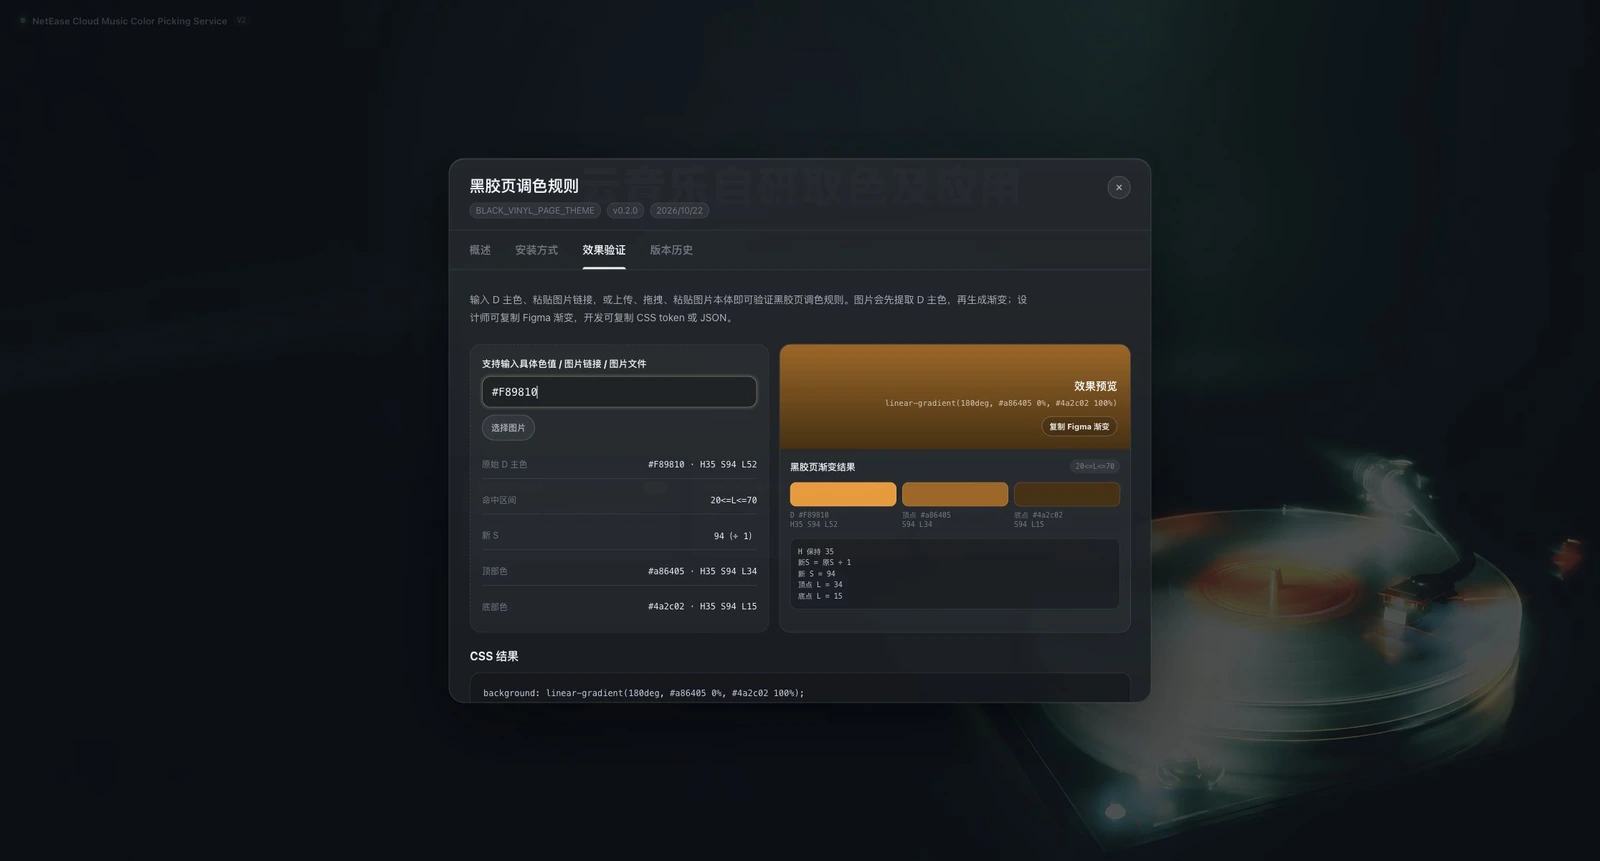 NetEase Cloud Music Color Picking Service V2
云音乐自研取色及应用
黑胶页调色规则
×
BLACK_VINYL_PAGE_THEME v0.2.0 2026/10/22
概述 安装方式 效果验证 版本历史
输入 D 主色、粘贴图片链接，或上传、拖拽、粘贴图片本体即可验证黑胶页调色规则。图片会先提取 D 主色，再生成渐变；设
计师可复制 Figma 渐变，开发可复制 CSS token 或 JSON。
支持输入具体色值 / 图片链接 / 图片文件
#F89810
选择图片
原始 D 主色 #F89810 · H35 S94 L52
命中区间 20<=L<=70
新 S 94 (÷ 1)
顶部色 #a86405 · H35 S94 L34
底部色 #4a2c02 · H35 S94 L15
效果预览
linear-gradient(180deg, #a86405 0%, #4a2c02 100%)
复制 Figma 渐变
黑胶页渐变结果 20<=L<=70
D #F89810 顶点 #a86405 底点 #4a2c02
H35 S94 L52 S94 L34 S94 L15
H 保持 35
新S = 原S ÷ 1
新 S = 94
顶点 L = 34
底点 L = 15
CSS 结果
background: linear-gradient(180deg, #a86405 0%, #4a2c02 100%);